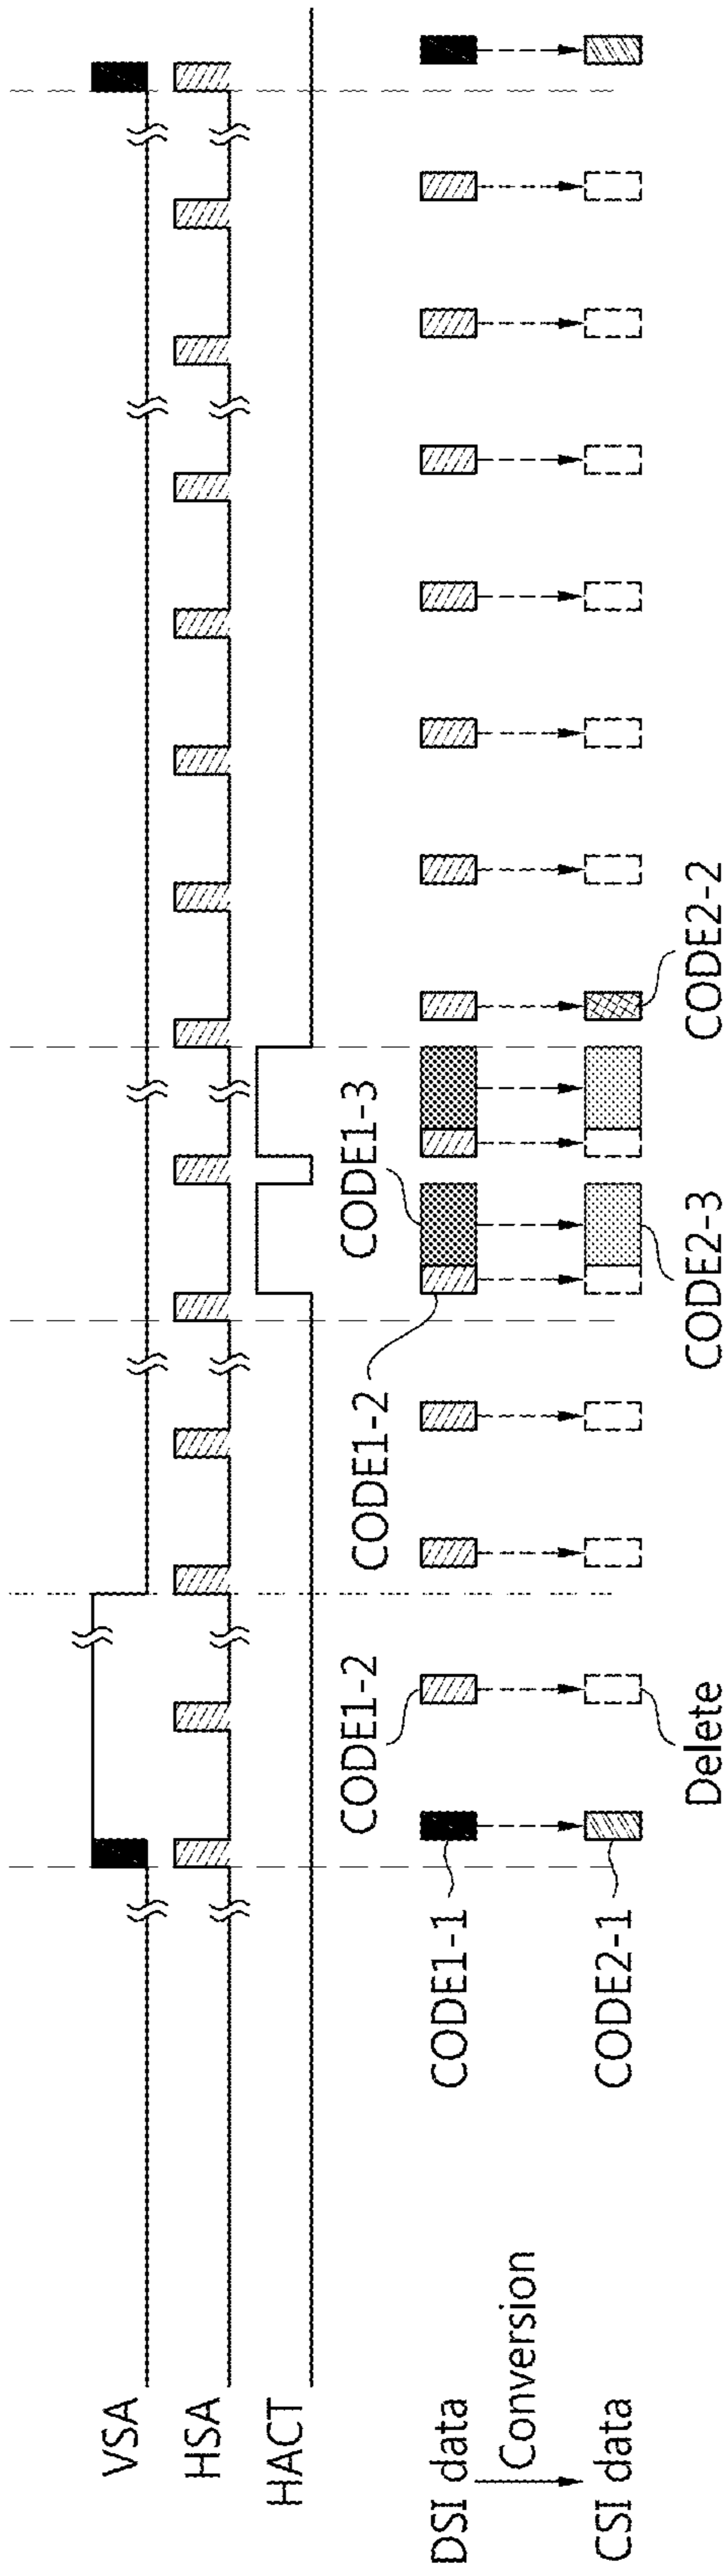 VSA
HSA
HACT
CODE1-2
CODE1-2
CODE1-3
DSI data
CODE1-1
Conversion
CSI data
CODE2-1
Delete
CODE2-3
CODE2-2